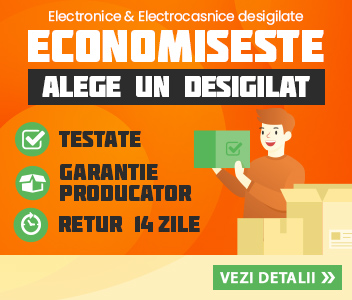 Electronice & Electrocasnice desigilate
ECONOMISESTE
ALEGE UN DESIGILAT
TESTATE
GARANTIE
PRODUCATOR
RETUR 14 ZILE
VEZI DETALII »